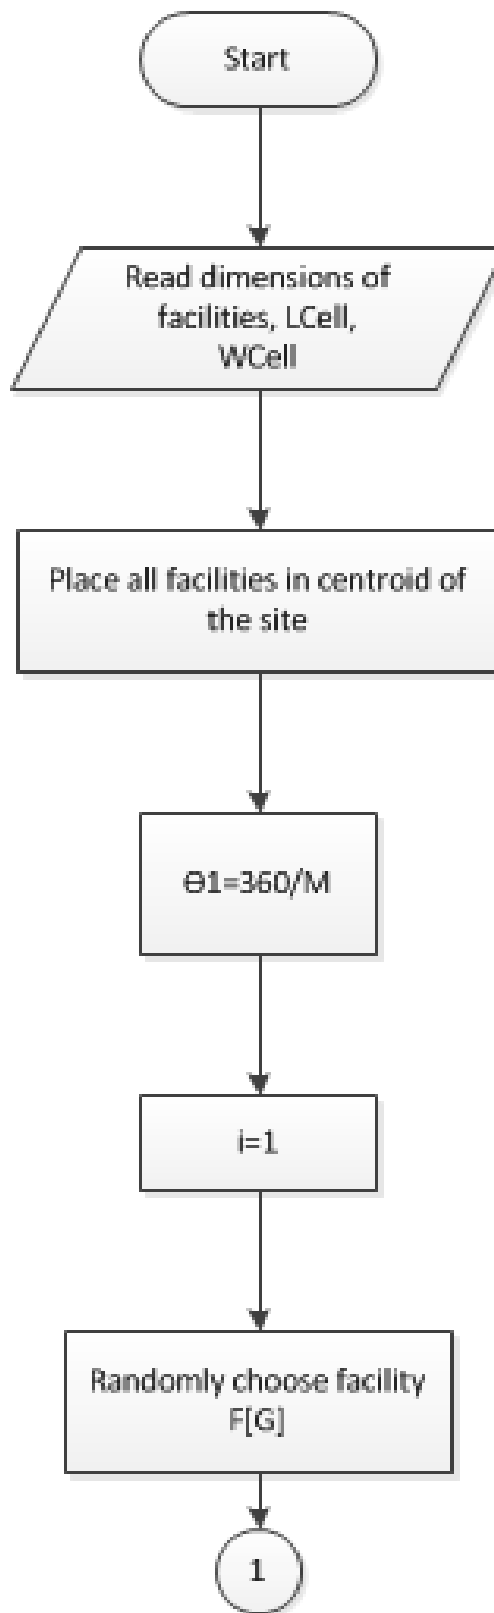 Start
Read dimensions of
facilities, LCell,
WCell
Place all facilities in centroid of
the site
Ө1=360/M
i=1
Randomly choose facility
F[G]
1